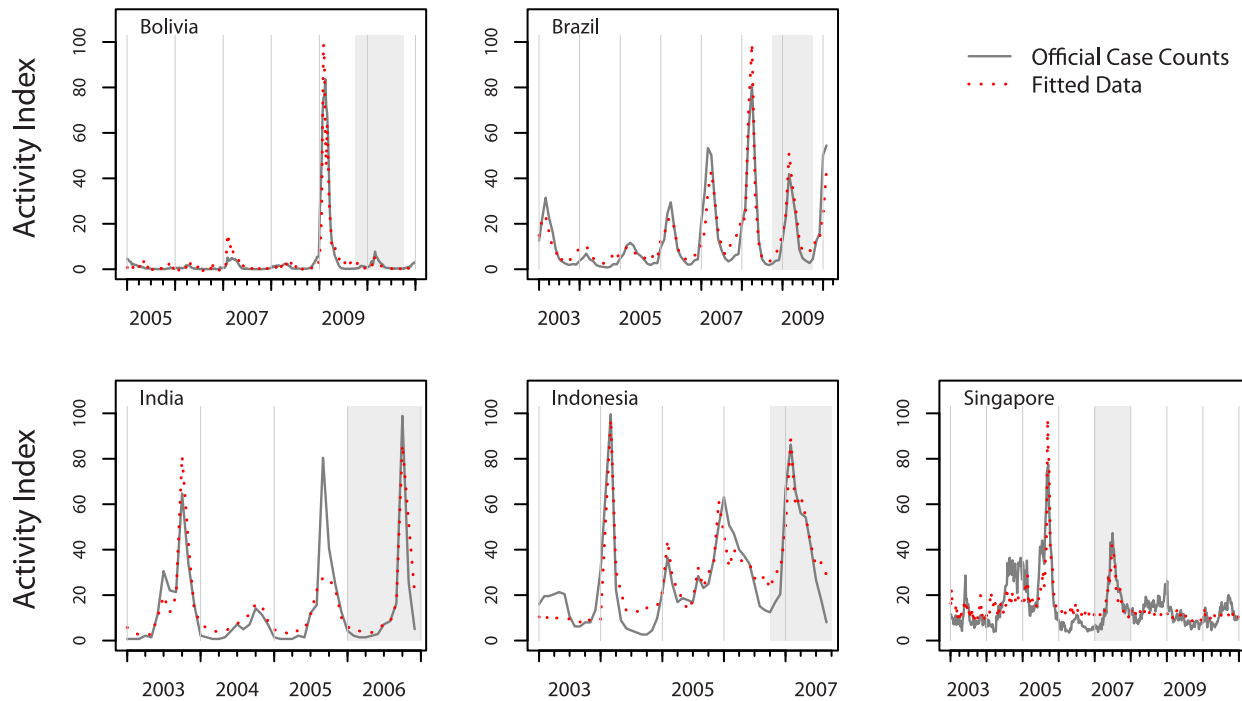 Bolivia
Brazil
Official Case Counts
Fitted Data
Activity Index
0 20 40 60 80 100
0 20 40 60 80 100
2005 2007 2009
2003 2005 2007 2009
India
Indonesia
Singapore
Activity Index
0 20 40 60 80 100
0 20 40 60 80 100
0 20 40 60 80 100
2003 2004 2005 2006
2003 2005 2007
2003 2005 2007 2009